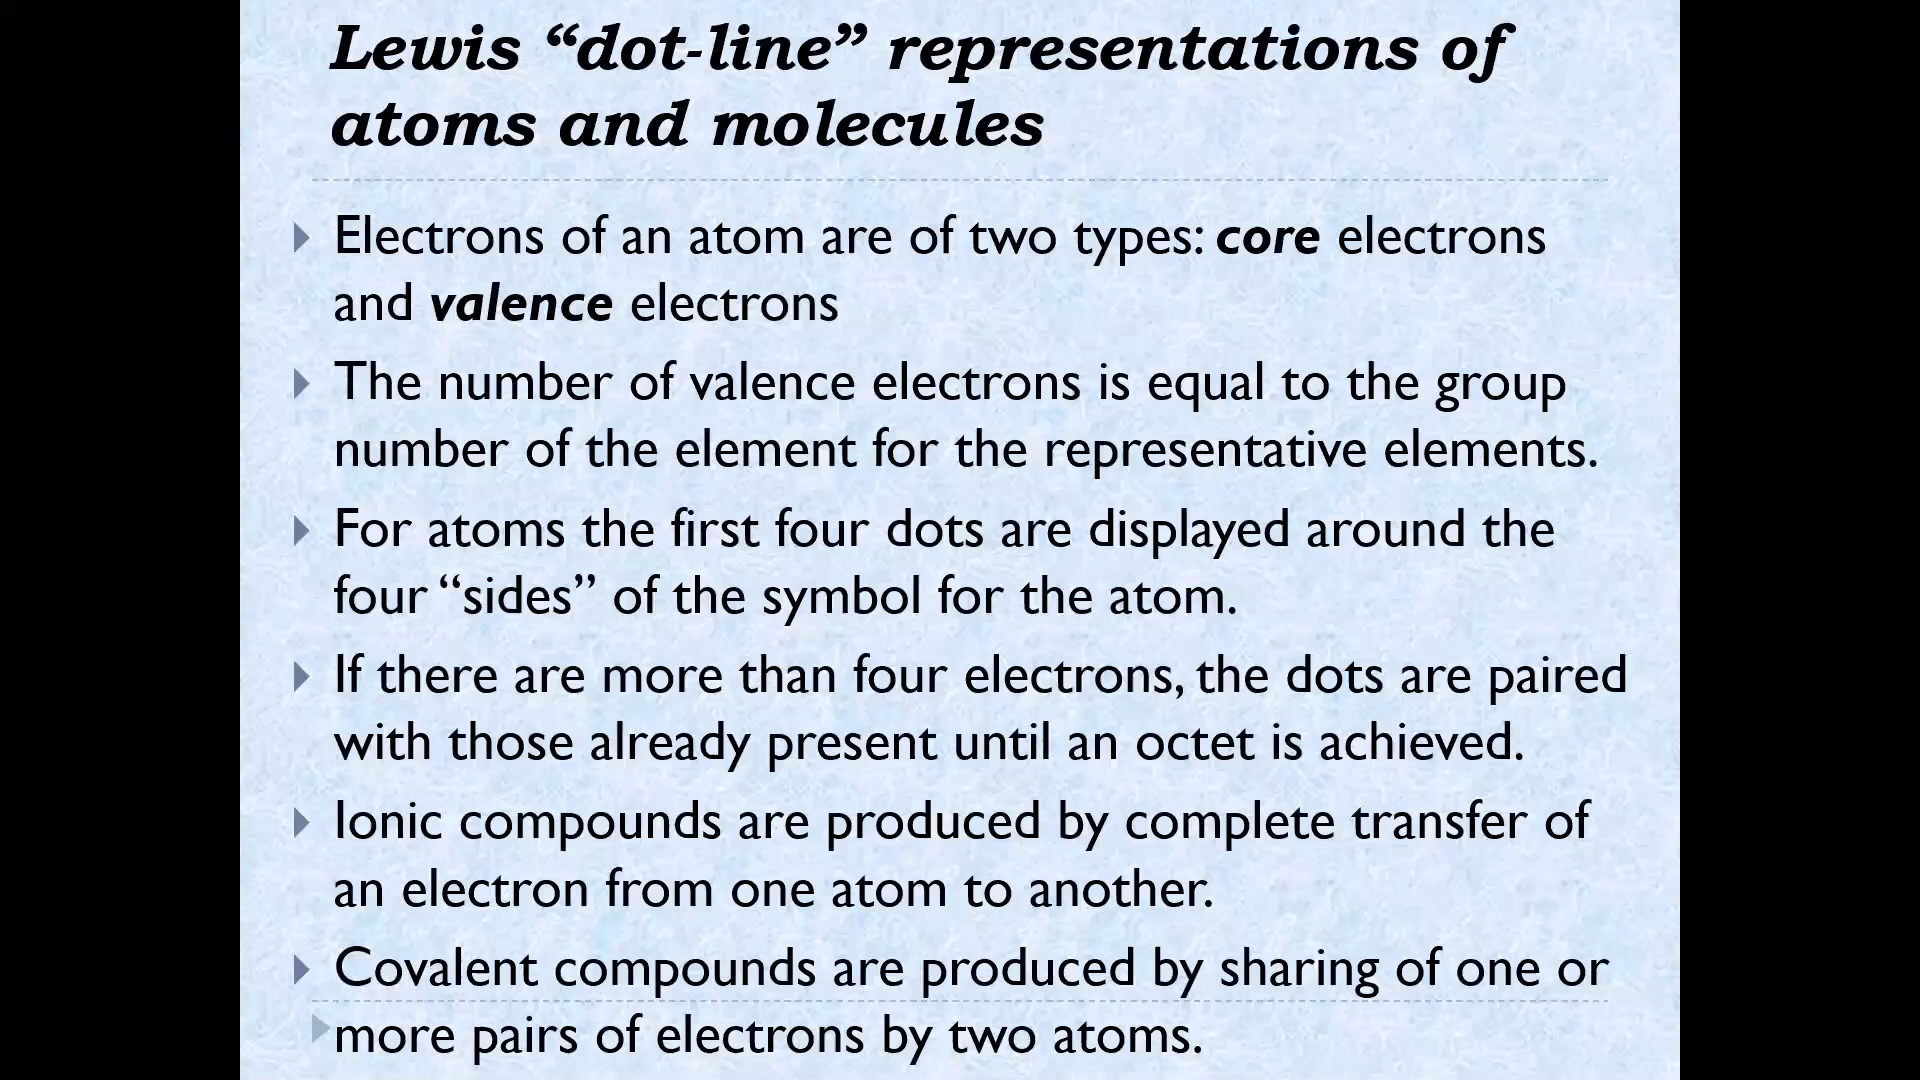 Lewis “dot-line” representations of
atoms and molecules
Electrons of an atom are of two types: core electrons
and valence electrons
The number of valence electrons is equal to the group
number of the element for the representative elements.
For atoms the first four dots are displayed around the
four “sides” of the symbol for the atom.
If there are more than four electrons, the dots are paired
with those already present until an octet is achieved.
Ionic compounds are produced by complete transfer of
an electron from one atom to another.
Covalent compounds are produced by sharing of one or
more pairs of electrons by two atoms.